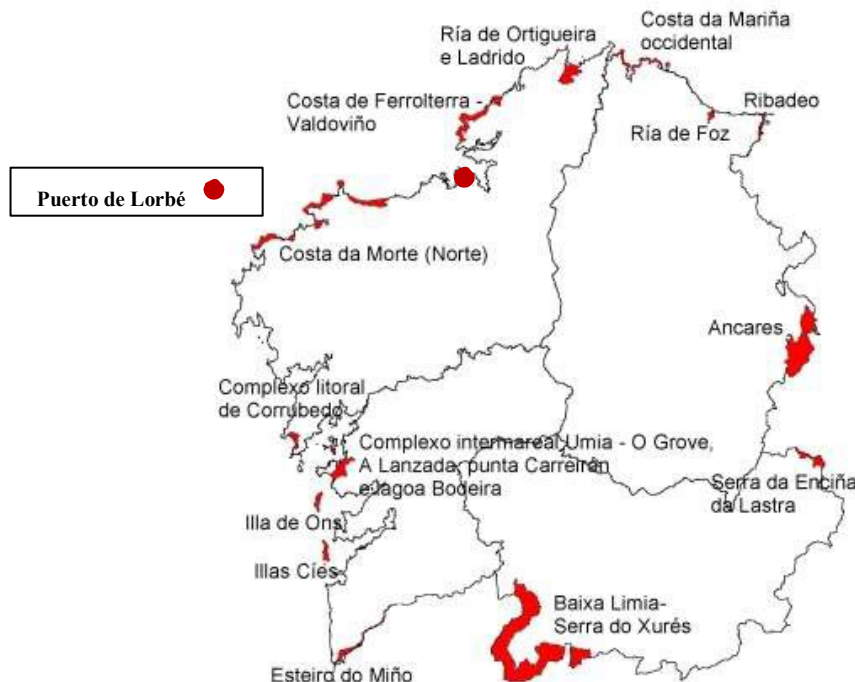 Costa da Mariña
occidental
Ría de Ortigueira
e Ladrido
Costa de Ferrolterra -
Valdoviño
Ribadeo
Ría de Foz
Puerto de Lorbé
Costa da Morte (Norte)
Ancares
Complexo litoral
de Corrubedo
Complexo intermareal Umia - O Grove,
A Lanzada, punta Carreirón
e lagoa Bodeira
Serra da Enciña
da Lastra
Illa de Ons
Illas Cíes
Baixa Limia-
Serra do Xurés
Esteiro do Miño